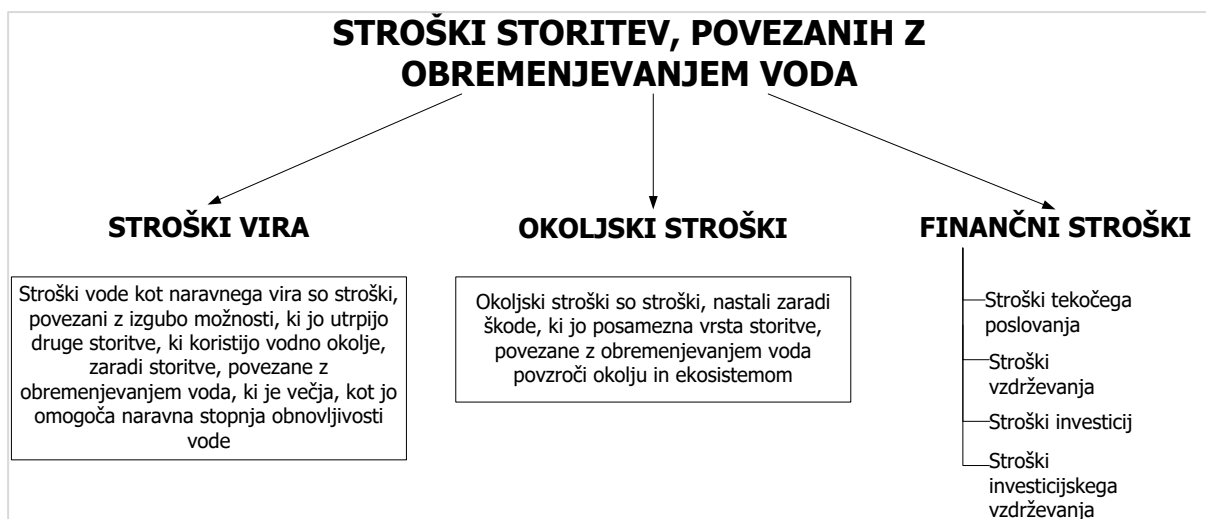 STROŠKI STORITEV, POVEZANIH Z
OBREMENJEVANJEM VODA
STROŠKI VIRA
Stroški vode kot naravnega vira so stroški,
povezani z izgubo možnosti, ki jo utrpijo
druge storitve, ki koristijo vodno okolje,
zaradi storitve, povezane z
obremenjevanjem voda, ki je večja, kot jo
omogoča naravna stopnja obnovljivosti
vode
OKOLJSKI STROŠKI
Okoljski stroški so stroški, nastali zaradi
škode, ki jo posamezna vrsta storitve,
povezane z obremenjevanjem voda
povzroči okolju in ekosistemom
FINANČNI STROŠKI
Stroški tekočega
poslovanja
Stroški
vzdrževanja
Stroški investicij
Stroški
investicijskega
vzdrževanja